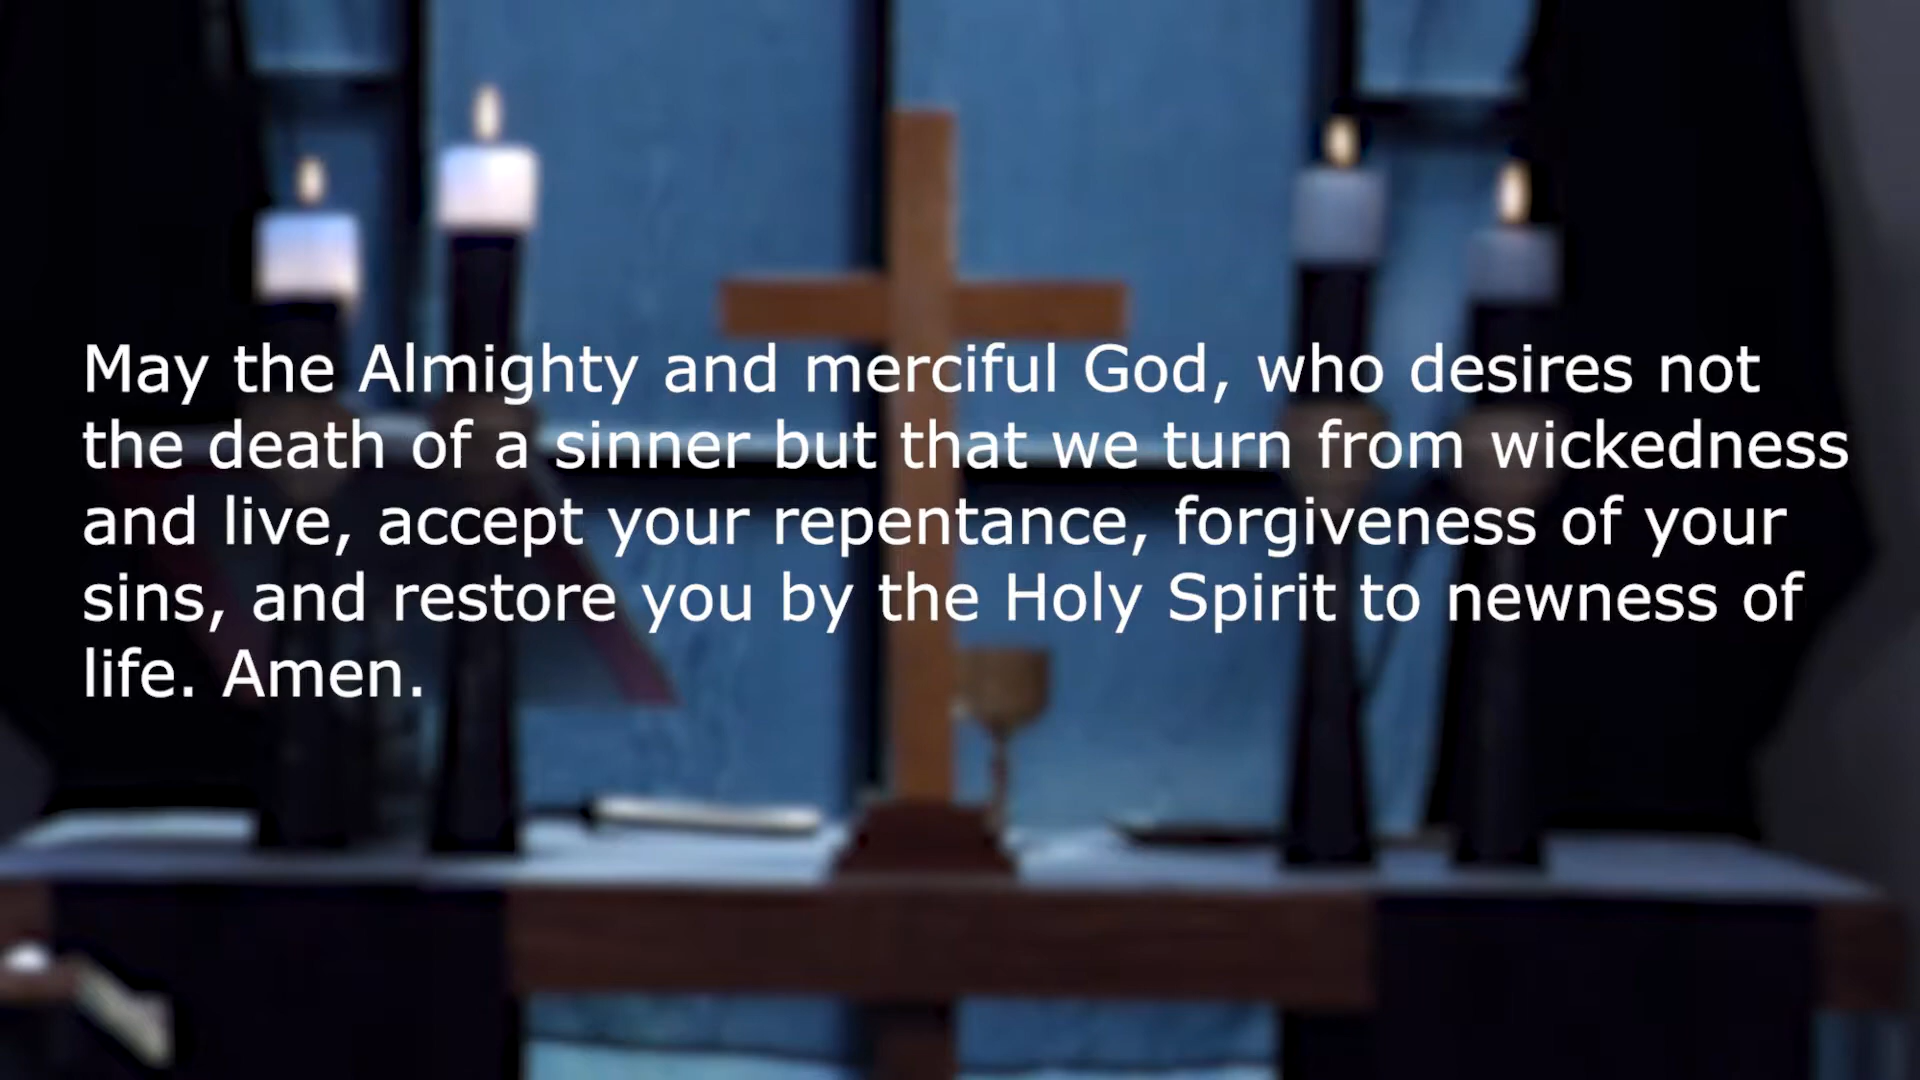 May the Almighty and merciful God, who desires not
the death of a sinner but that we turn from wickedness
and live, accept your repentance, forgiveness of your
sins, and restore you by the Holy Spirit to newness of
life. Amen.